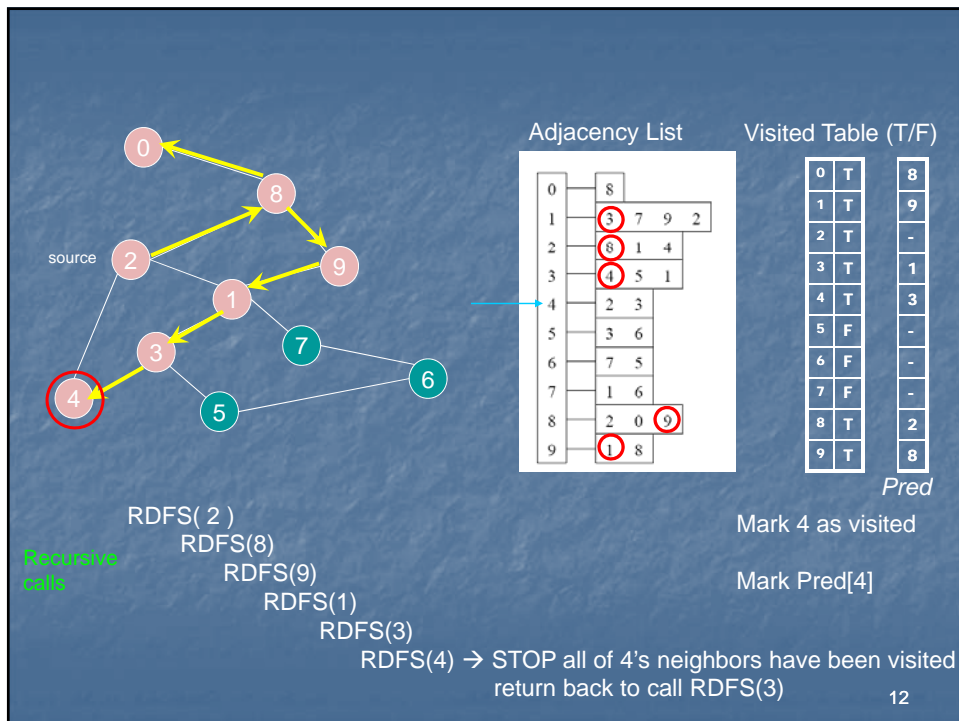 Adjacency List
Visited Table (T/F)
0
8
source
2
9
1
3
7
4
5
6
0 8
1 3 7 9 2
2 8 1 4
3 4 5 1
4 2 3
5 3 6
6 7 5
7 1 6
8 2 0 9
9 1 8
0 T 8
1 T 9
2 T -
3 T 1
4 T 3
5 F -
6 F -
7 F -
8 T 2
9 T 8
Pred
Recursive
calls
RDFS( 2 )
RDFS(8)
RDFS(9)
RDFS(1)
RDFS(3)
RDFS(4) → STOP all of 4's neighbors have been visited
return back to call RDFS(3)
Mark 4 as visited
Mark Pred[4]
12